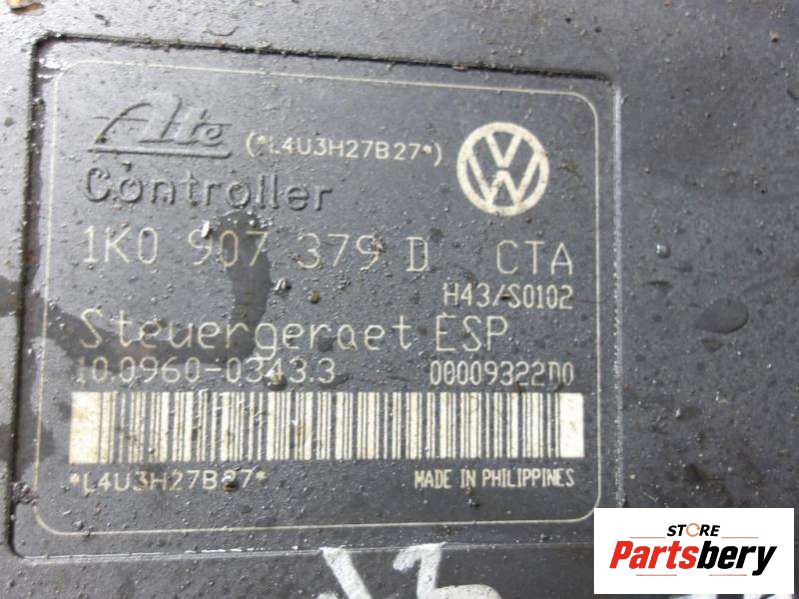 Ate (*L4U3H27B27*)
Controller
1K0 907 379 D CTA
H43/S0102
Steuergeraet ESP
10.0960-0343.3 00009322D0
*L4U3H27B27* MADE IN PHILIPPINES
STORE
Partsbery